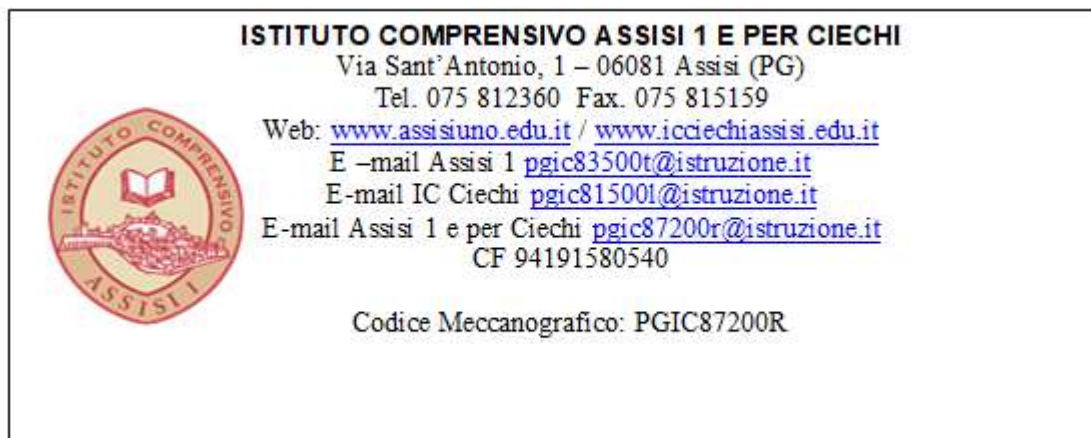 ISTITUTO COMPRENSIVO ASSISI 1 E PER CIECHI
Via Sant'Antonio, 1 – 06081 Assisi (PG)
Tel. 075 812360 Fax. 075 815159
Web: www.assisiuno.edu.it / www.icciechiassisi.edu.it
E –mail Assisi 1 pgic83500t@istruzione.it
E-mail IC Ciechi pgic81500l@istruzione.it
E-mail Assisi 1 e per Ciechi pgic87200r@istruzione.it
CF 94191580540
Codice Meccanografico: PGIC87200R
ISTITUTO COMPRENSIVO
ASSISI 1